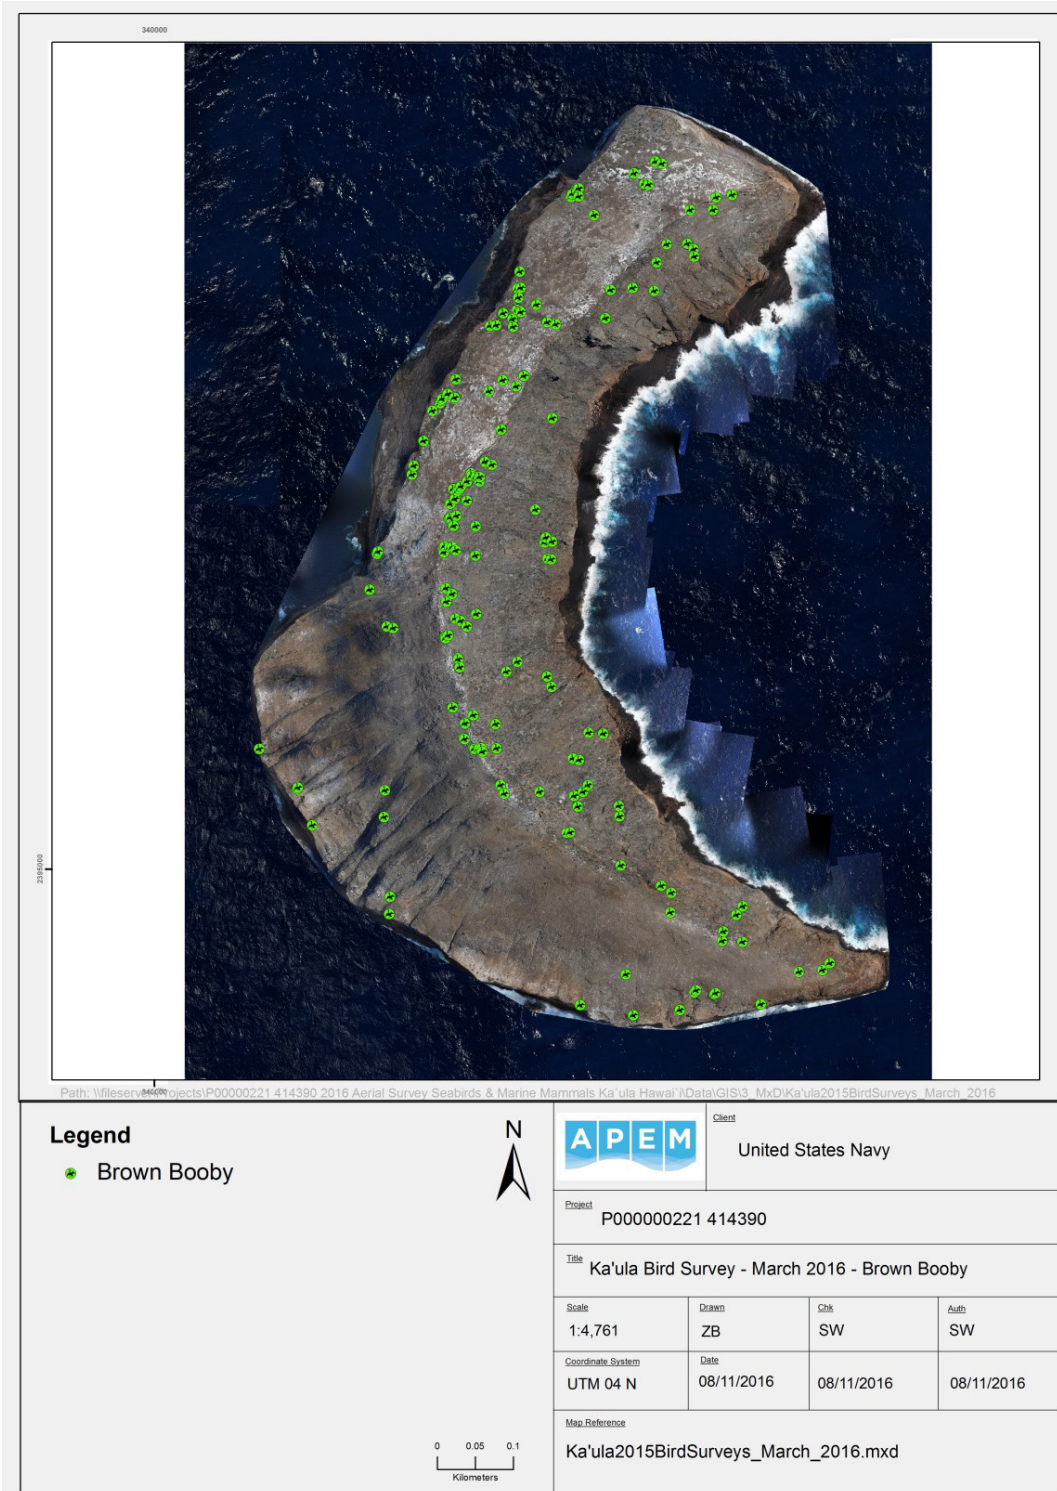 340000
2395000
340000
Path: \\fileserver\Projects\P00000221 414390 2016 Aerial Survey Seabirds & Marine Mammals Ka`ula Hawai`i\Data\GIS\3_MxD\Ka'ula2015BirdSurveys_March_2016
Legend
Brown Booby
N
0 0.05 0.1
Kilometers
APEM
Client
United States Navy
Project
P000000221 414390
Title
Ka'ula Bird Survey - March 2016 - Brown Booby
Scale
Drawn
Chk
Auth
1:4,761
ZB
SW
SW
Coordinate System
Date
UTM 04 N
08/11/2016
08/11/2016
08/11/2016
Map Reference
Ka'ula2015BirdSurveys_March_2016.mxd